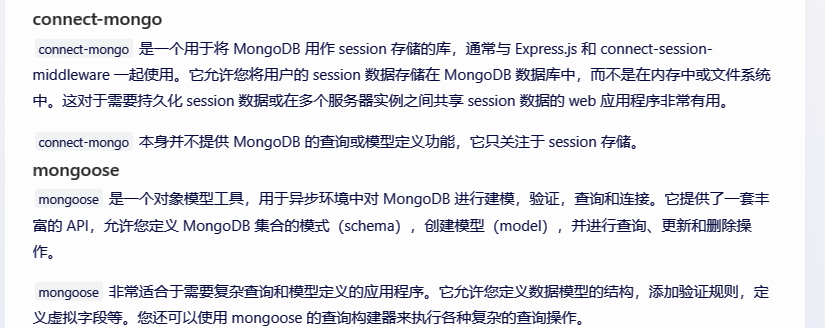 connect-mongo
connect-mongo 是一个用于将 MongoDB 用作 session 存储的库，通常与 Express.js 和 connect-session-
middleware 一起使用。它允许您将用户的 session 数据存储在 MongoDB 数据库中，而不是在内存中或文件系统
中。这对于需要持久化 session 数据或在多个服务器实例之间共享 session 数据的 web 应用程序非常有用。
connect-mongo 本身并不提供 MongoDB 的查询或模型定义功能，它只关注于 session 存储。
mongoose
mongoose 是一个对象模型工具，用于异步环境中对 MongoDB 进行建模，验证，查询和连接。它提供了一套丰
富的 API，允许您定义 MongoDB 集合的模式（schema），创建模型（model），并进行查询、更新和删除操
作。
mongoose 非常适合于需要复杂查询和模型定义的应用程序。它允许您定义数据模型的结构，添加验证规则，定
义虚拟字段等。您还可以使用 mongoose 的查询构建器来执行各种复杂的查询操作。